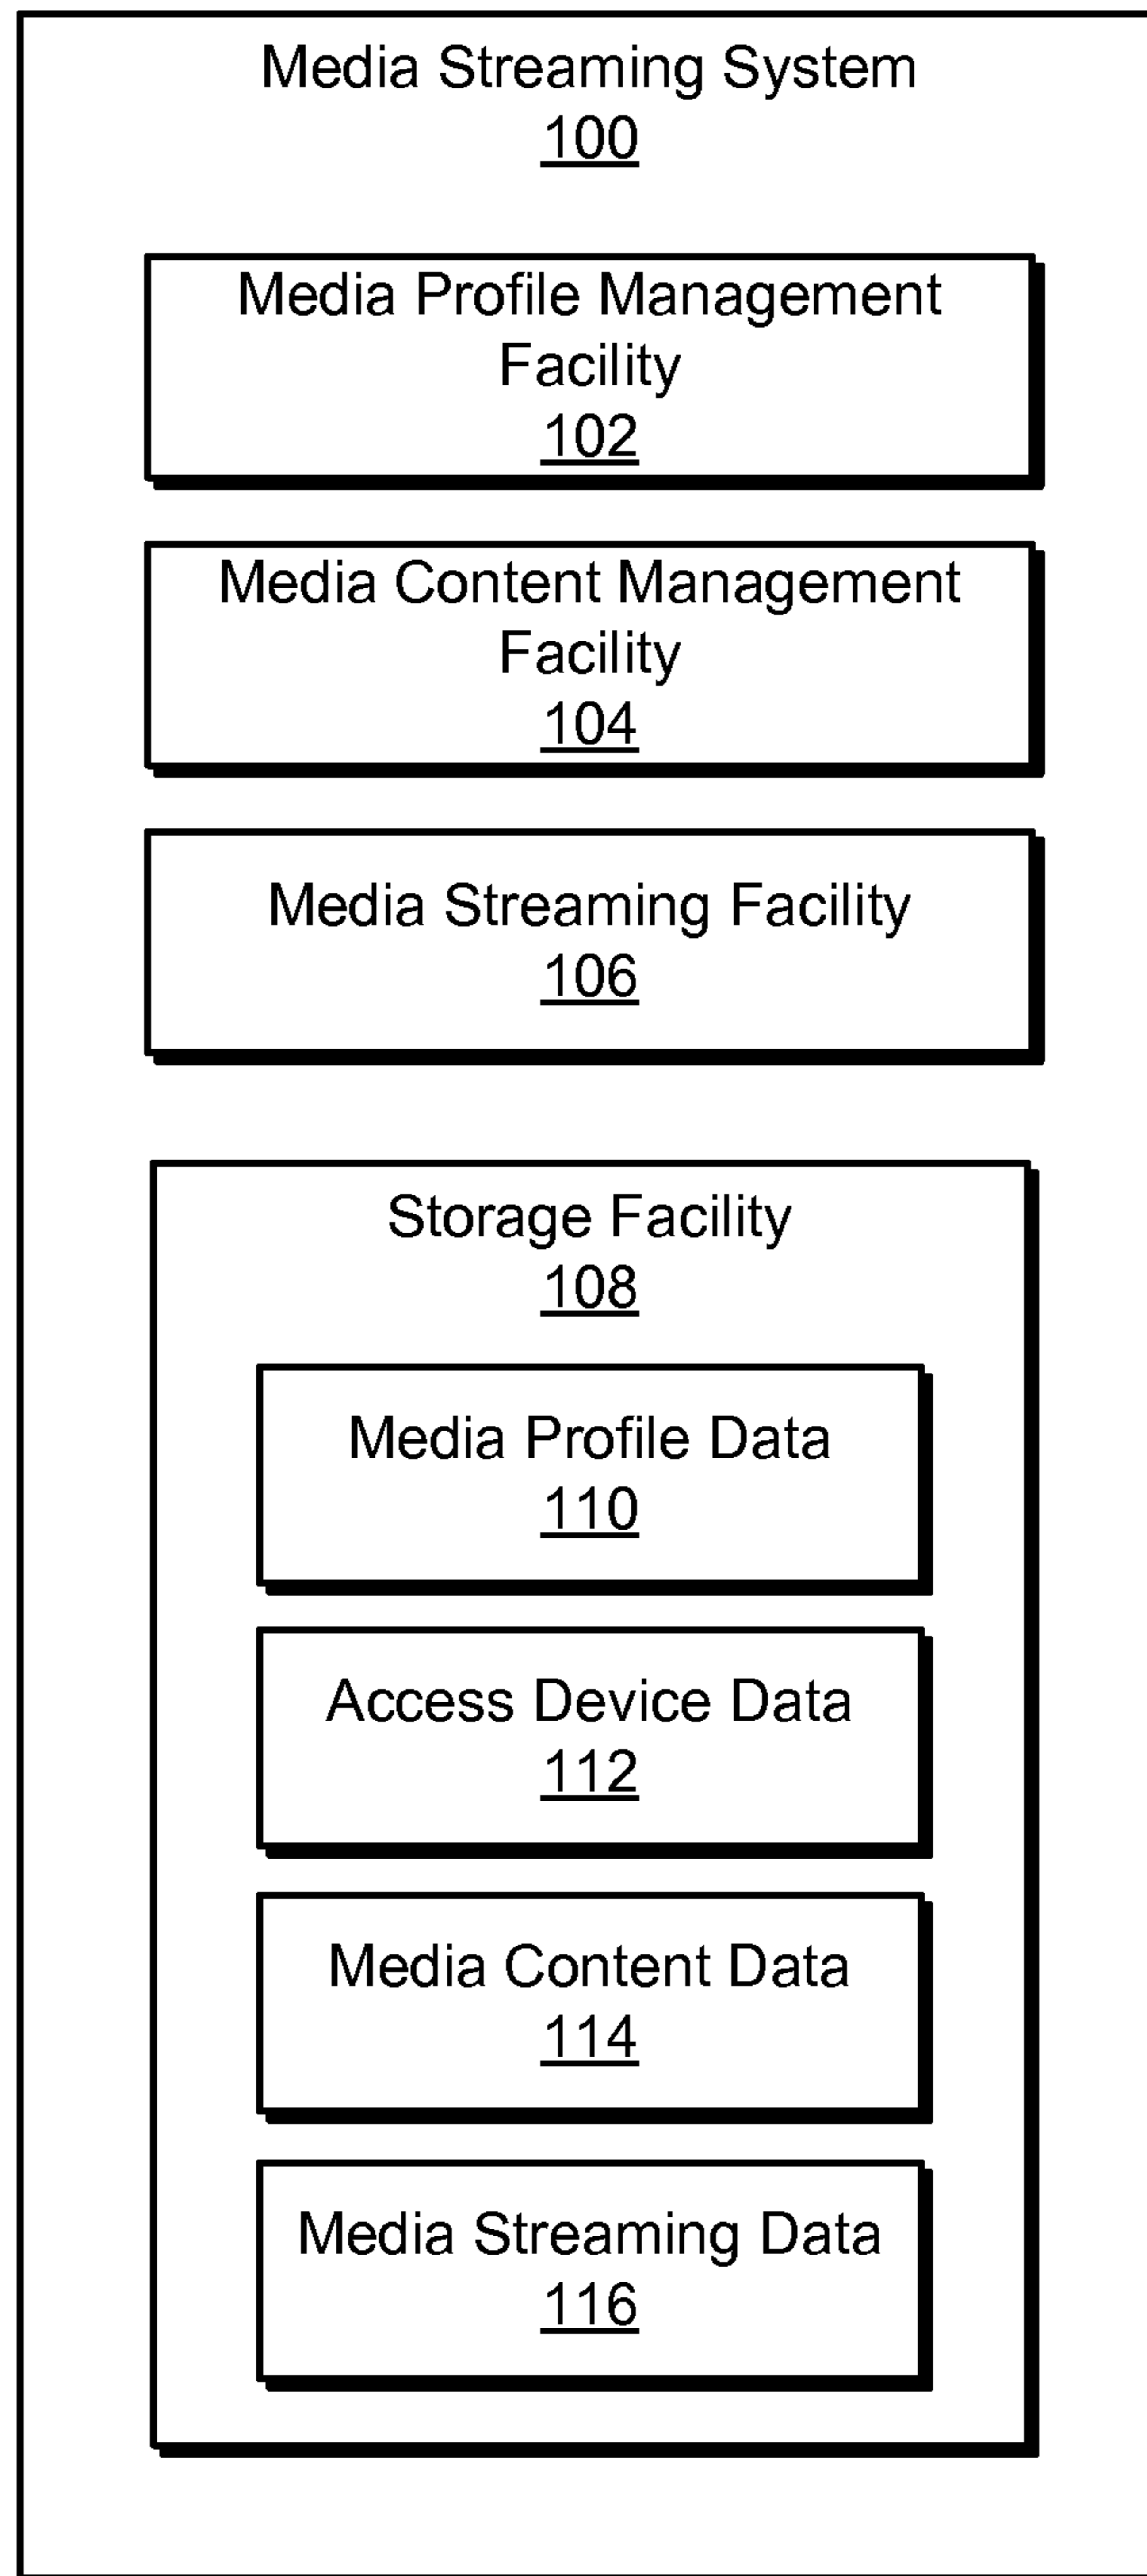 Media Streaming System
100
Media Profile Management
Facility
102
Media Content Management
Facility
104
Media Streaming Facility
106
Storage Facility
108
Media Profile Data
110
Access Device Data
112
Media Content Data
114
Media Streaming Data
116